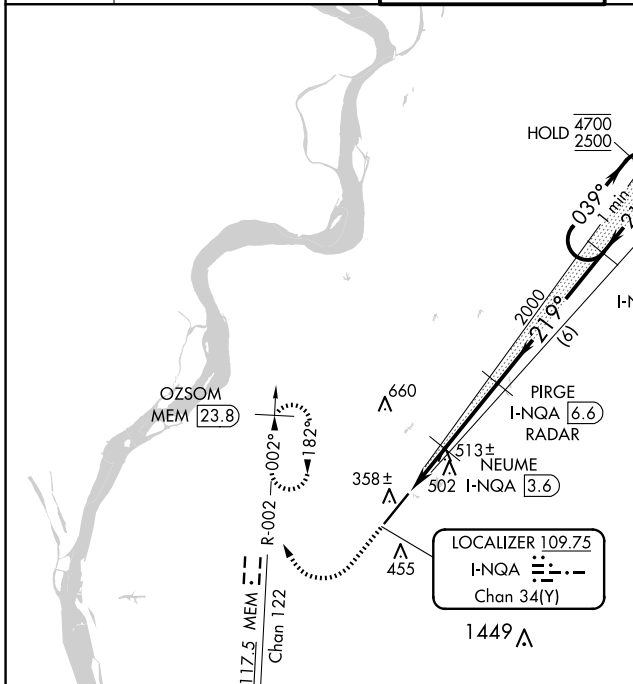 HOLD 4700
2500
039°
1 min
2000
219°
(6)
OZSOM
MEM 23.8
660
PIRGE
I-NQA 6.6
RADAR
002°
182°
513±
NEUME
502 I-NQA 3.6
358±
R-002
455
LOCALIZER 109.75
I-NQA
Chan 34(Y)
117.5 MEM
Chan 122
1449